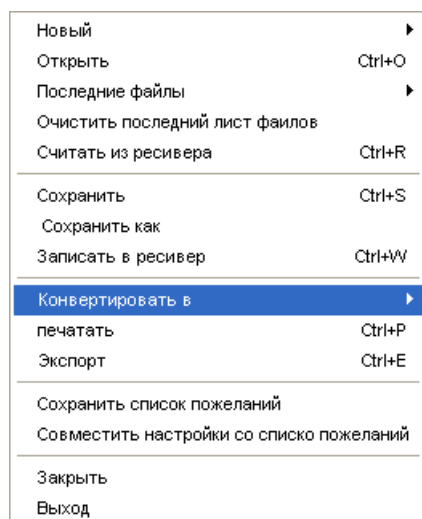 Новый
Открыть Ctrl+O
Последние файлы
Очистить последний лист фаилов
Считать из ресивера Ctrl+R
Сохранить Ctrl+S
Сохранить как
Записать в ресивер Ctrl+W
Конвертировать в
печатать Ctrl+P
Экспорт Ctrl+E
Сохранить список пожеланий
Совместить настройки со списко пожеланий
Закрыть
Выход